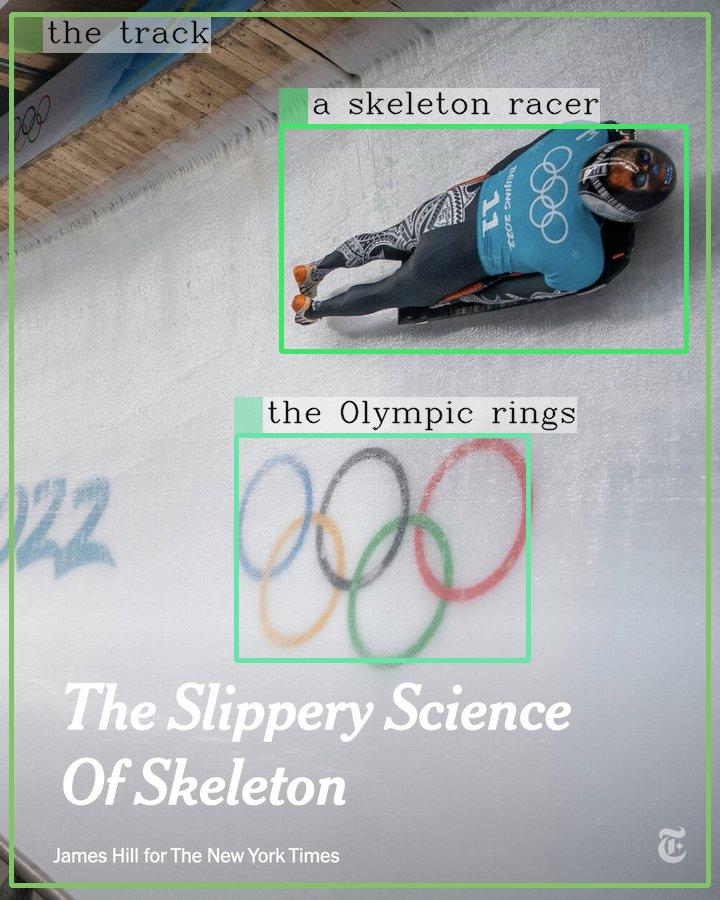 the track
a skeleton racer
BEIJING 2022
11
the Olympic rings
022
The Slippery Science
Of Skeleton
James Hill for The New York Times
T